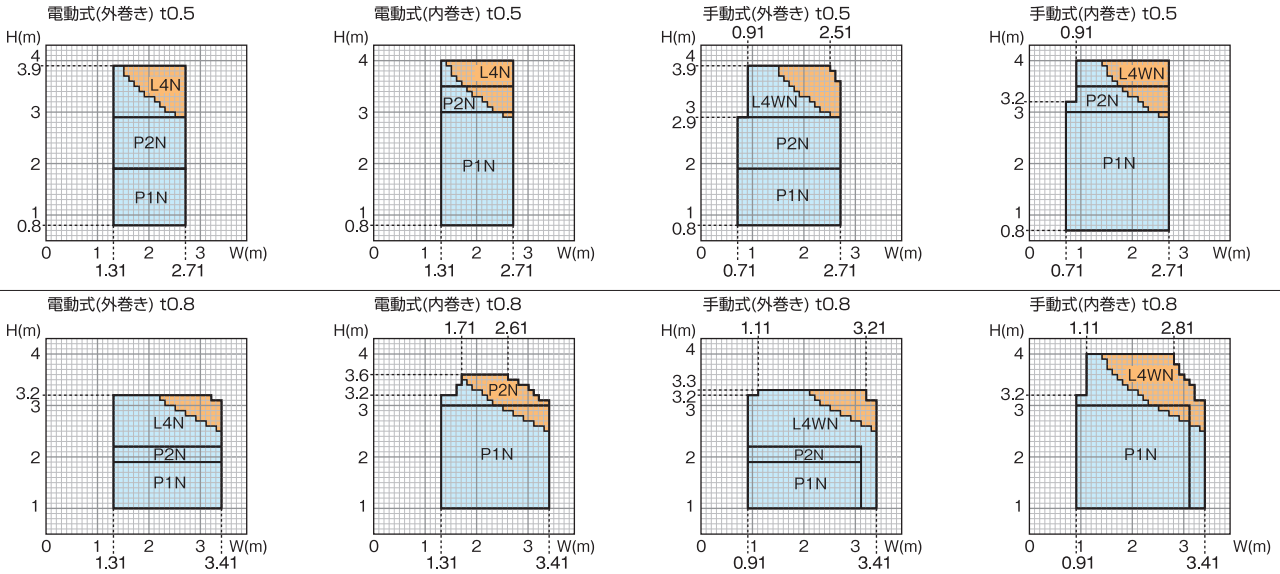 電動式(外巻き) t0.5
H(m)
4
3.9
L4N
3
P2N
2
P1N
1
0.8
0 1 2 3 W(m)
1.31 2.71
電動式(内巻き) t0.5
H(m)
4
L4N
P2N
3
P1N
2
1
0.8
0 1 2 3 W(m)
1.31 2.71
手動式(外巻き) t0.5
0.91 2.51
H(m)
4
3.9
L4WN
3
2.9
P2N
2
P1N
1
0.8
0 1 2 3 W(m)
0.71 2.71
手動式(内巻き) t0.5
0.91
H(m)
4
L4WN
3.2
P2N
3
P1N
2
1
0.8
0 1 2 3 W(m)
0.71 2.71
電動式(外巻き) t0.8
H(m)
4
3.2
3
L4N
2
P2N
P1N
1
0 1 2 3 W(m)
1.31 3.41
電動式(内巻き) t0.8
1.71 2.61
H(m)
4
3.6
P2N
3.2
3
P1N
2
1
0 1 2 3 W(m)
1.31 3.41
手動式(外巻き) t0.8
1.11 3.21
H(m)
4
3.3
3.2
3
L4WN
2
P2N
P1N
1
0 1 2 3 W(m)
0.91 3.41
手動式(内巻き) t0.8
1.11 2.81
H(m)
4
L4WN
3.2
3
P1N
2
1
0 1 2 3 W(m)
0.91 3.41